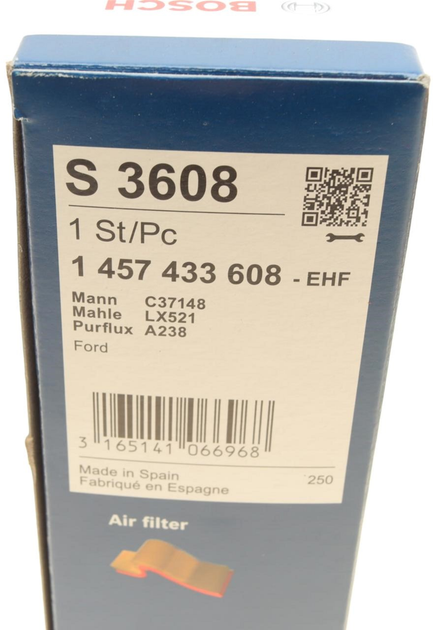 BOSCH
S 3608
1 St/Pc
1 457 433 608 - EHF
Mann C37148
Mahle LX521
Purflux A238
Ford
3 165141 066968
Made in Spain
Fabriqué en Espagne
250
Air filter